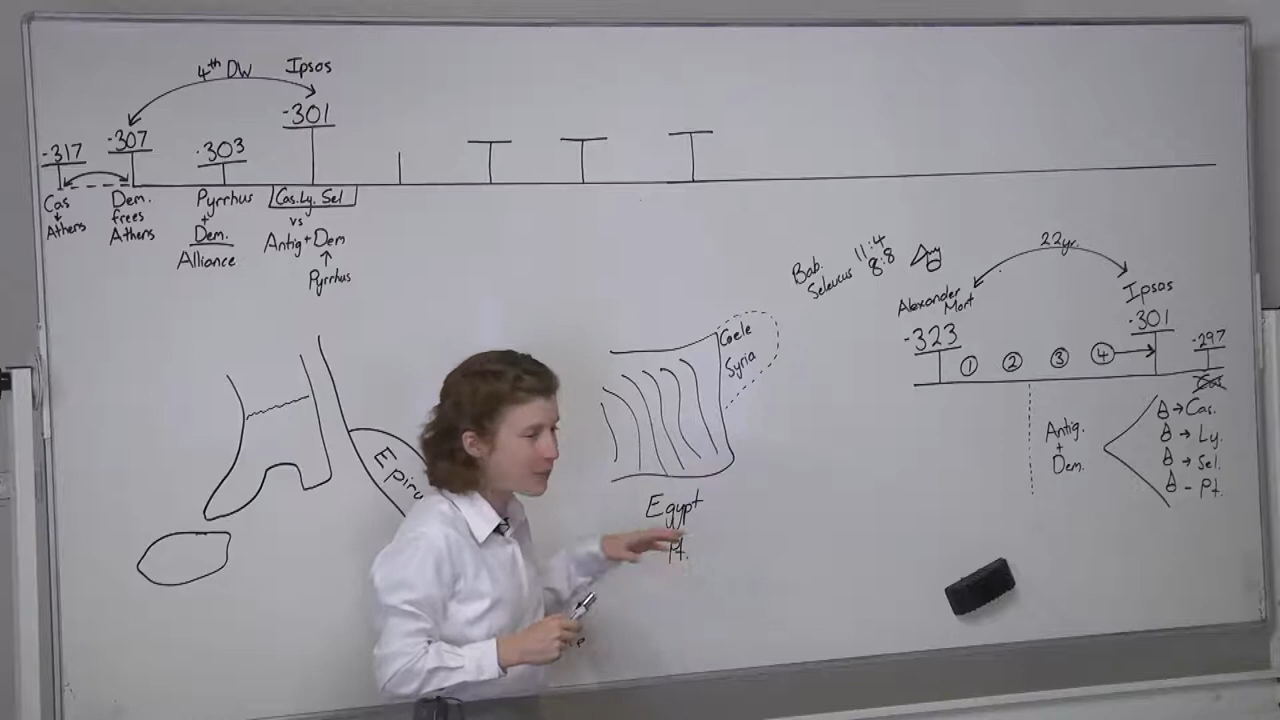 4th DW
Ipsos
-317
-307
-303
-301
Cas
Athens
Dem.
frees
Athens
Pyrrhus
+
Dem.
Alliance
Cas. Ly. Sel
vs
Antig + Dem
Pyrrhus
Epiru
Coele
Syria
Egypt
Pt.
Bab.
Seleucus
11:4
8:8
22yr.
Alexander
Mort
-323
Ipsos
-301
-297
1
2
3
4
Antig.
+
Dem.
Cas.
Ly.
Sel.
Pt.